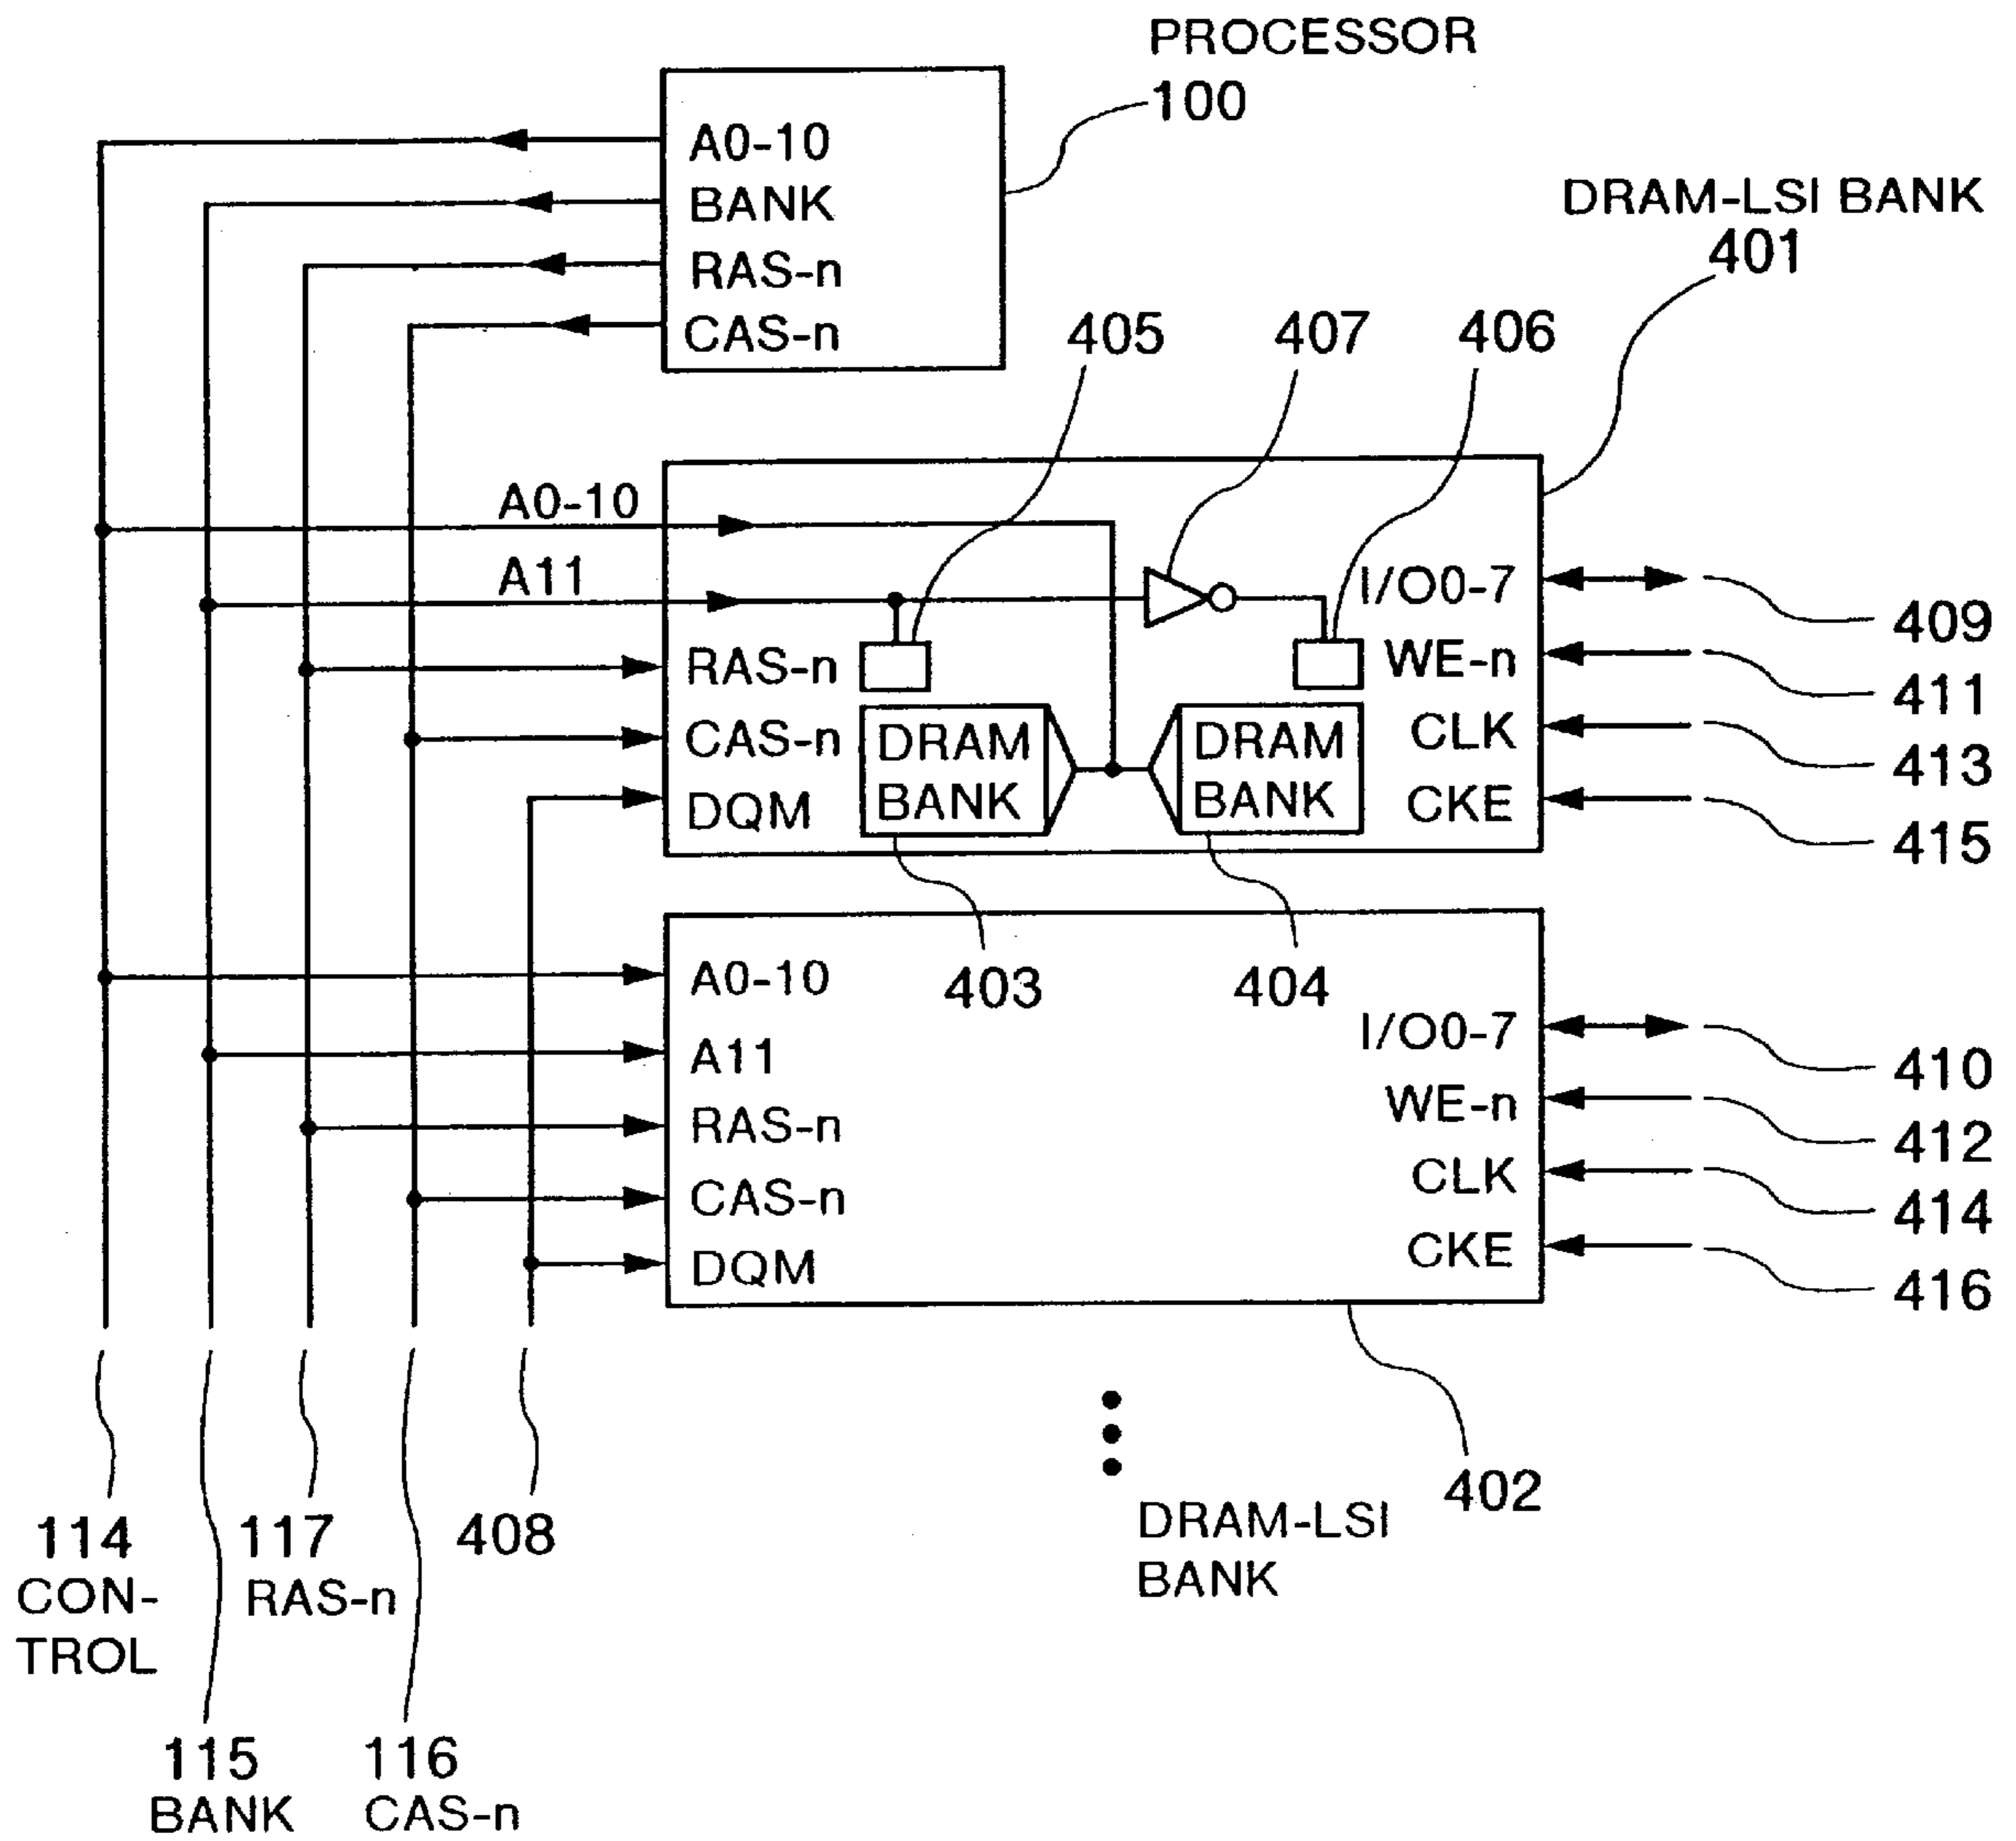 PROCESSOR
100
A0-10
BANK
RAS-n
CAS-n
DRAM-LSI BANK
401
405
407
406
A0-10
A11
RAS-n
CAS-n
DQM
DRAM
BANK
DRAM
BANK
I/O0-7
WE-n
CLK
CKE
409
411
413
415
403
404
A0-10
A11
RAS-n
CAS-n
DQM
I/O0-7
WE-n
CLK
CKE
410
412
414
416
402
DRAM-LSI
BANK
114
CON-
TROL
117
RAS-n
408
115
BANK
116
CAS-n